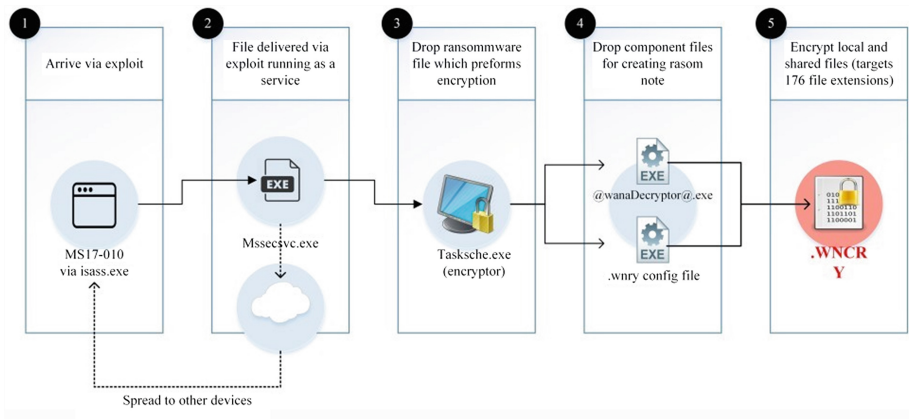 1
Arrive via exploit
MS17-010
via isass.exe
2
File delivered via
exploit running as a
service
EXE
Mssecsvc.exe
Spread to other devices
3
Drop ransommware
file which preforms
encryption
Tasksche.exe
(encryptor)
4
Drop component files
for creating rasom
note
EXE
@wanaDecryptor@.exe
EXE
.wnry config file
5
Encrypt local and
shared files (targets
176 file extensions)
1100110
1101101
1100001
.WNCR
Y